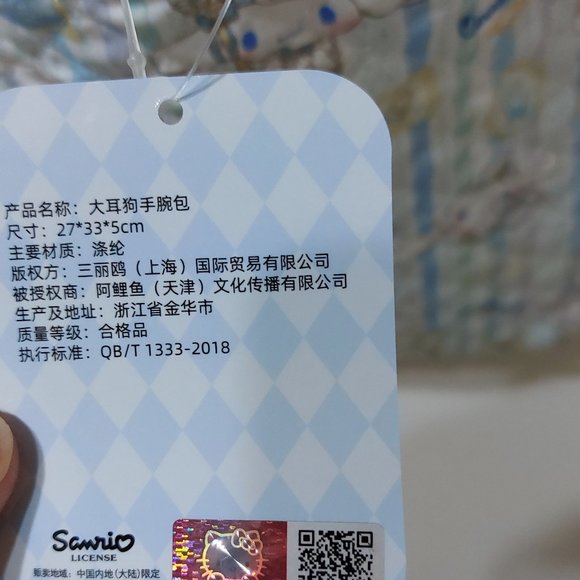 产品名称：大耳狗手腕包
尺寸：27*33*5cm
主要材质：涤纶
版权方：三丽鸥（上海）国际贸易有限公司
被授权商：阿鲤鱼（天津）文化传播有限公司
生产及地址：浙江省金华市
质量等级：合格品
执行标准：QB/T 1333-2018
Sanrio
LICENSE
贩卖地域：中国内地(大陆)限定